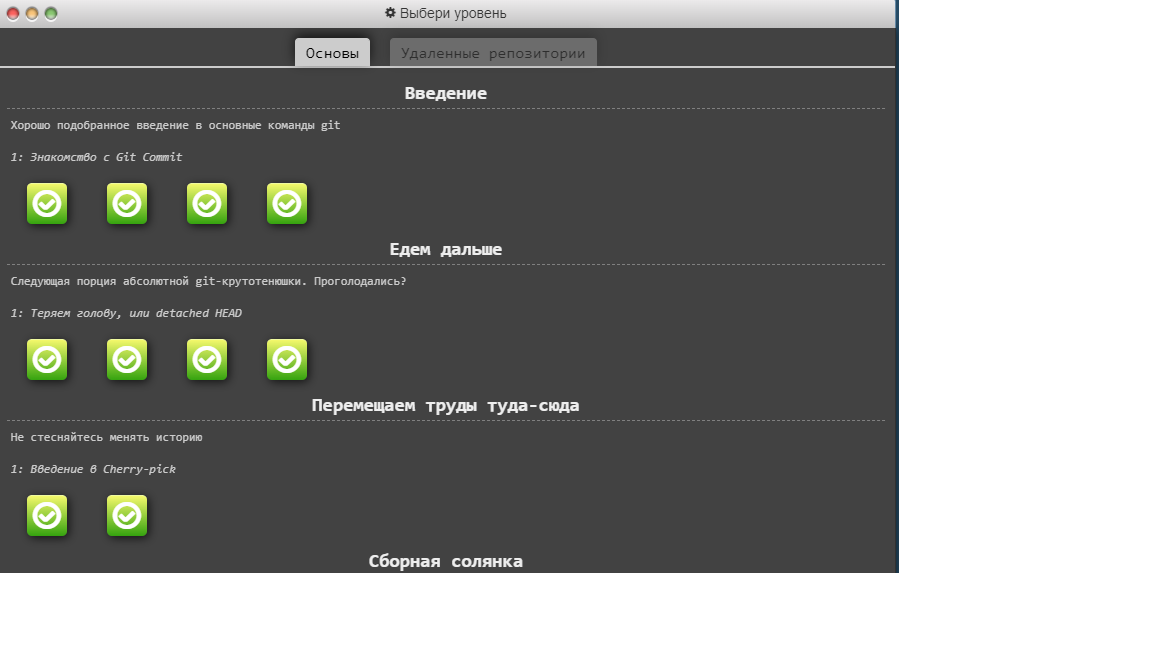 Выбери уровень
Основы
Удаленные репозитории
Введение
Хорошо подобранное введение в основные команды git
1: Знакомство с Git Commit
Едем дальше
Следующая порция абсолютной git-крутотенюшки. Проголодались?
1: Теряем голову, или detached HEAD
Перемещаем труды туда-сюда
Не стесняйтесь менять историю
1: Введение в Cherry-pick
Сборная солянка